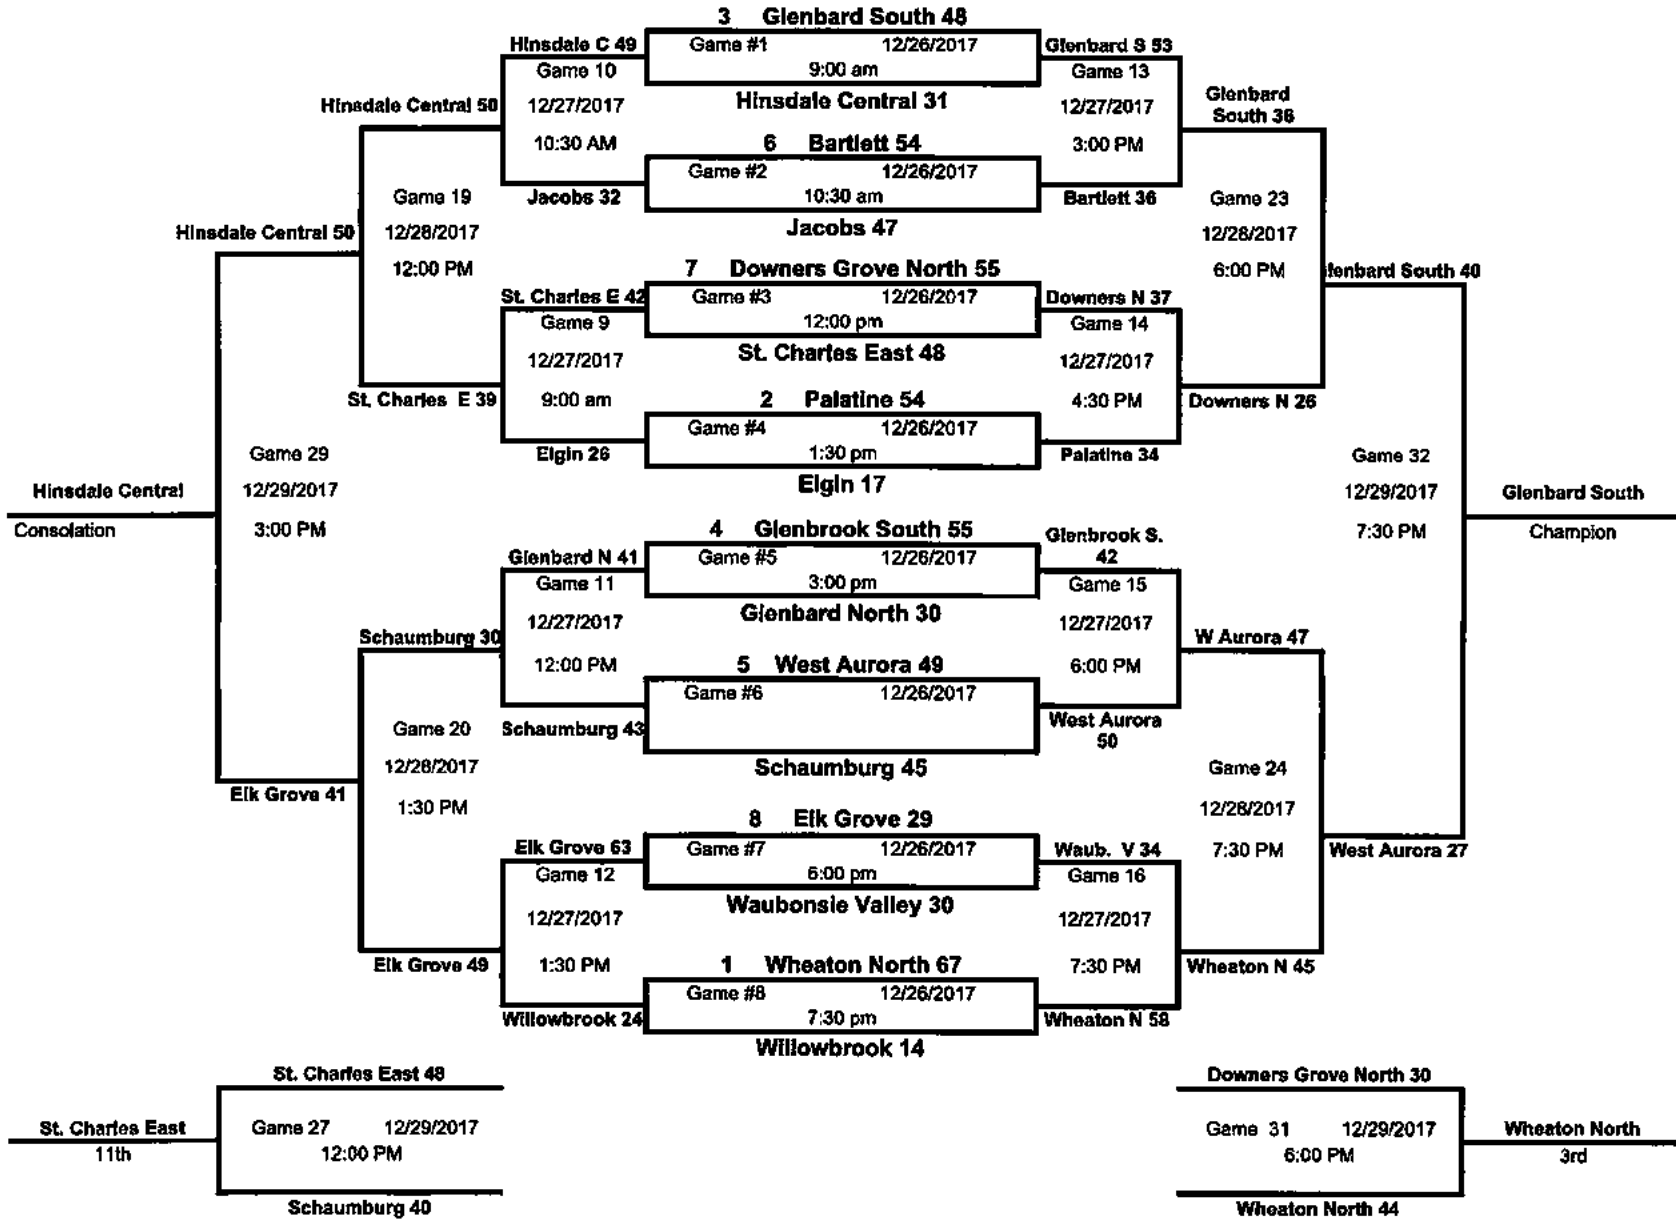 3 Glenbard South 48
Hinsdale C 49
Game #1 12/26/2017
Glenbard S 53
Game 10
9:00 am
Game 13
Hinsdale Central 50
12/27/2017
Hinsdale Central 31
12/27/2017
Glenbard
South 36
10:30 AM
6 Bartlett 54
3:00 PM
Game #2 12/26/2017
Game 19
Jacobs 32
10:30 am
Bartlett 36
Game 23
Hinsdale Central 50
12/28/2017
Jacobs 47
12/28/2017
12:00 PM
7 Downers Grove North 55
6:00 PM
lenbard South 40
St. Charles E 42
Game #3 12/26/2017
Downers N 37
Game 9
12:00 pm
Game 14
12/27/2017
St. Charles East 48
12/27/2017
St. Charles E 39
9:00 am
2 Palatine 54
4:30 PM
Downers N 26
Game #4 12/26/2017
Game 29
Elgin 26
1:30 pm
Palatine 34
Game 32
Hinsdale Central
12/29/2017
Elgin 17
12/29/2017
Glenbard South
Consolation
3:00 PM
4 Glenbrook South 55
Glenbrook S.
42
7:30 PM
Champion
Glenbard N 41
Game #5 12/26/2017
Game 11
3:00 pm
Game 15
12/27/2017
Glenbard North 30
12/27/2017
Schaumburg 30
W Aurora 47
12:00 PM
5 West Aurora 49
6:00 PM
Game #6 12/26/2017
Game 20
Schaumburg 43
West Aurora
50
12/28/2017
Schaumburg 45
Game 24
Elk Grove 41
1:30 PM
12/28/2017
8 Elk Grove 29
Elk Grove 63
Game #7 12/26/2017
Waub. V 34
7:30 PM
West Aurora 27
Game 12
6:00 pm
Game 16
12/27/2017
Waubonsie Valley 30
12/27/2017
Elk Grove 49
1:30 PM
1 Wheaton North 67
7:30 PM
Wheaton N 45
Game #8 12/26/2017
Willowbrook 24
7:30 pm
Wheaton N 58
Willowbrook 14
St. Charles East 48
Downers Grove North 30
St. Charles East
Game 27 12/29/2017
Game 31 12/29/2017
Wheaton North
11th
12:00 PM
6:00 PM
3rd
Schaumburg 40
Wheaton North 44